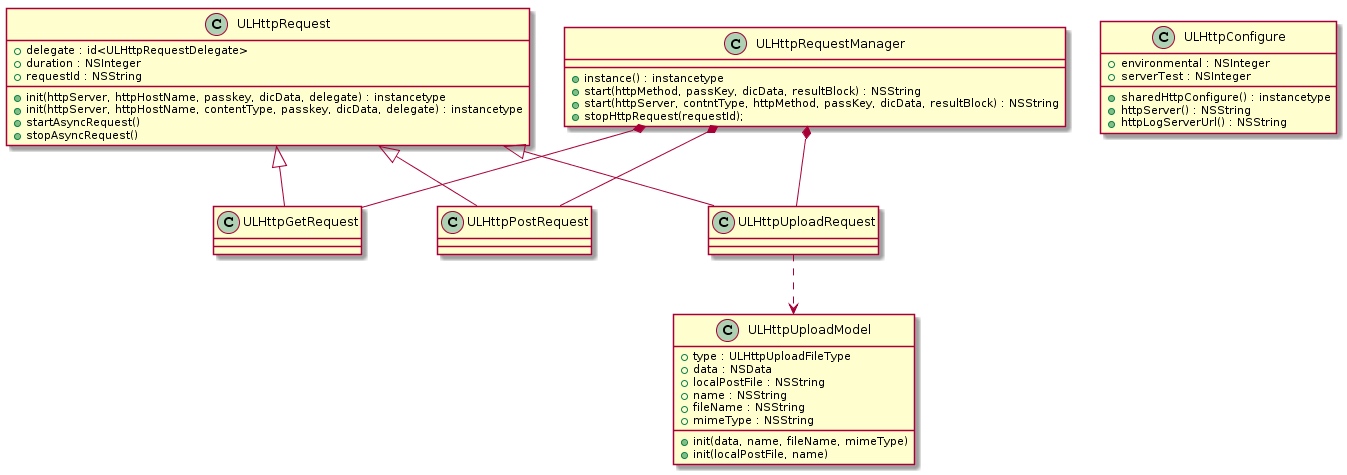 C ULHttpRequest
delegate : id<ULHttpRequestDelegate>
duration : NSInteger
requestId : NSString
init(httpServer, httpHostName, passkey, dicData, delegate) : instancetype
init(httpServer, httpHostName, contentType, passkey, dicData, delegate) : instancetype
startAsyncRequest()
stopAsyncRequest()
C ULHttpRequestManager
instance() : instancetype
start(httpMethod, passKey, dicData, resultBlock) : NSString
start(httpServer, contntType, httpMethod, passKey, dicData, resultBlock) : NSString
stopHttpRequest(requestId);
C ULHttpConfigure
environmental : NSInteger
serverTest : NSInteger
sharedHttpConfigure() : instancetype
httpServer() : NSString
httpLogServerUrl() : NSString
C ULHttpGetRequest
C ULHttpPostRequest
C ULHttpUploadRequest
C ULHttpUploadModel
type : ULHttpUploadFileType
data : NSData
localPostFile : NSString
name : NSString
fileName : NSString
mimeType : NSString
init(data, name, fileName, mimeType)
init(localPostFile, name)